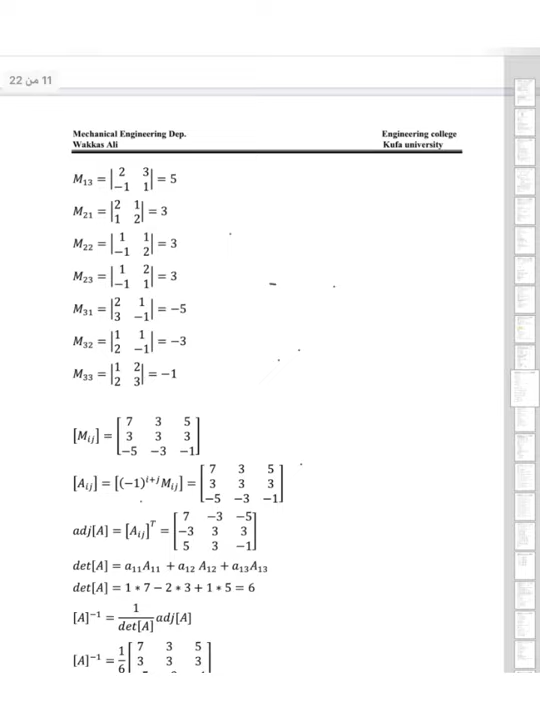 11 من 22
Mechanical Engineering Dep. Engineering college
Wakkas Ali Kufa university
M₁₃ = |2 3; −1 1| = 5
M₂₁ = |2 1; 1 2| = 3
M₂₂ = |1 1; −1 2| = 3
M₂₃ = |1 2; −1 1| = 3
M₃₁ = |2 1; 3 −1| = −5
M₃₂ = |1 1; 2 −1| = −3
M₃₃ = |1 2; 2 3| = −1
[Mᵢⱼ] = [7 3 5; 3 3 3; −5 −3 −1]
[Aᵢⱼ] = [(−1)ⁱ⁺ʲMᵢⱼ] = [7 3 5; 3 3 3; −5 −3 −1]
adj[A] = [Aᵢⱼ]ᵀ = [7 −3 −5; −3 3 3; 5 3 −1]
det[A] = a₁₁A₁₁ + a₁₂ A₁₂ + a₁₃A₁₃
det[A] = 1 ∗ 7 − 2 ∗ 3 + 1 ∗ 5 = 6
[A]⁻¹ = 1/det[A] adj[A]
[A]⁻¹ = 1/6 [7 3 5; 3 3 3;